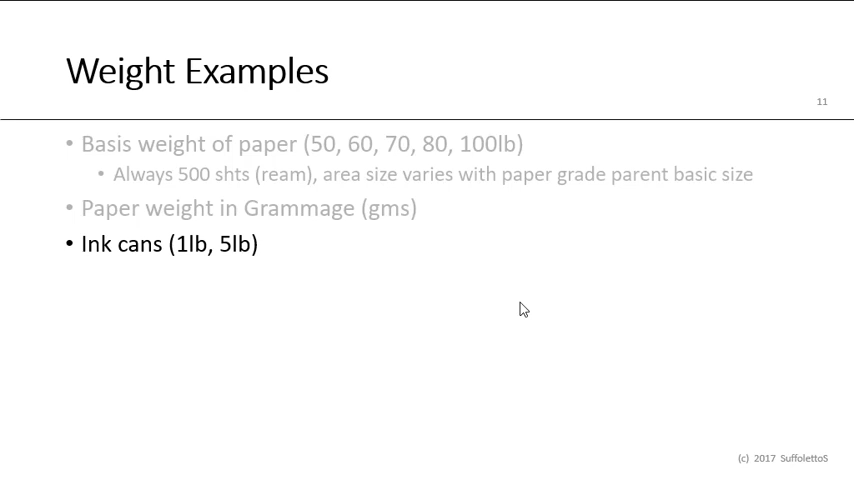 Weight Examples
11
• Basis weight of paper (50, 60, 70, 80, 100lb)
• Always 500 shts (ream), area size varies with paper grade parent basic size
• Paper weight in Grammage (gms)
• Ink cans (1lb, 5lb)
(c) 2017 SuffolettoS